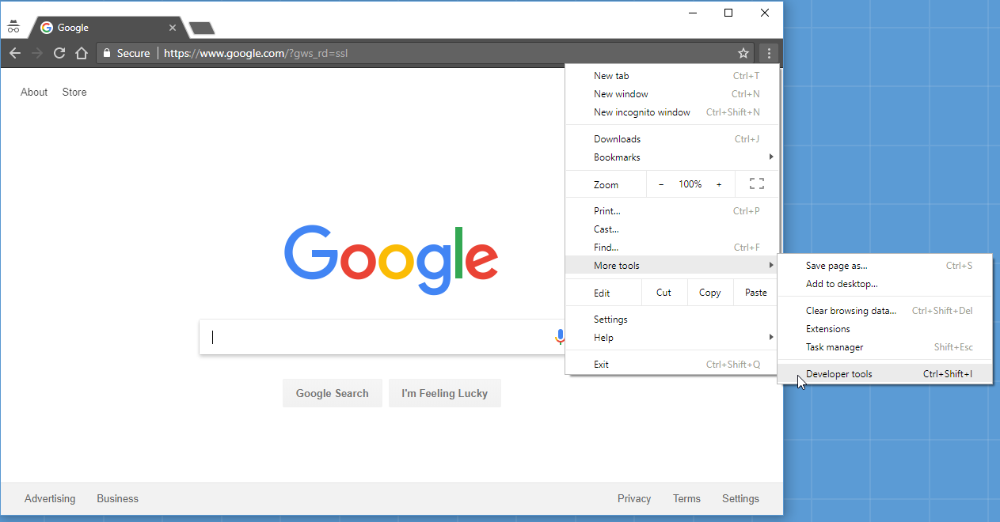 Google
Secure https://www.google.com/?gws_rd=ssl
About Store
Google
Google Search I'm Feeling Lucky
Advertising Business Privacy Terms Settings
New tab Ctrl+T
New window Ctrl+N
New incognito window Ctrl+Shift+N
Downloads Ctrl+J
Bookmarks
Zoom − 100% +
Print... Ctrl+P
Cast...
Find... Ctrl+F
More tools
Edit Cut Copy Paste
Settings
Help
Exit Ctrl+Shift+Q
Save page as... Ctrl+S
Add to desktop...
Clear browsing data... Ctrl+Shift+Del
Extensions
Task manager Shift+Esc
Developer tools Ctrl+Shift+I